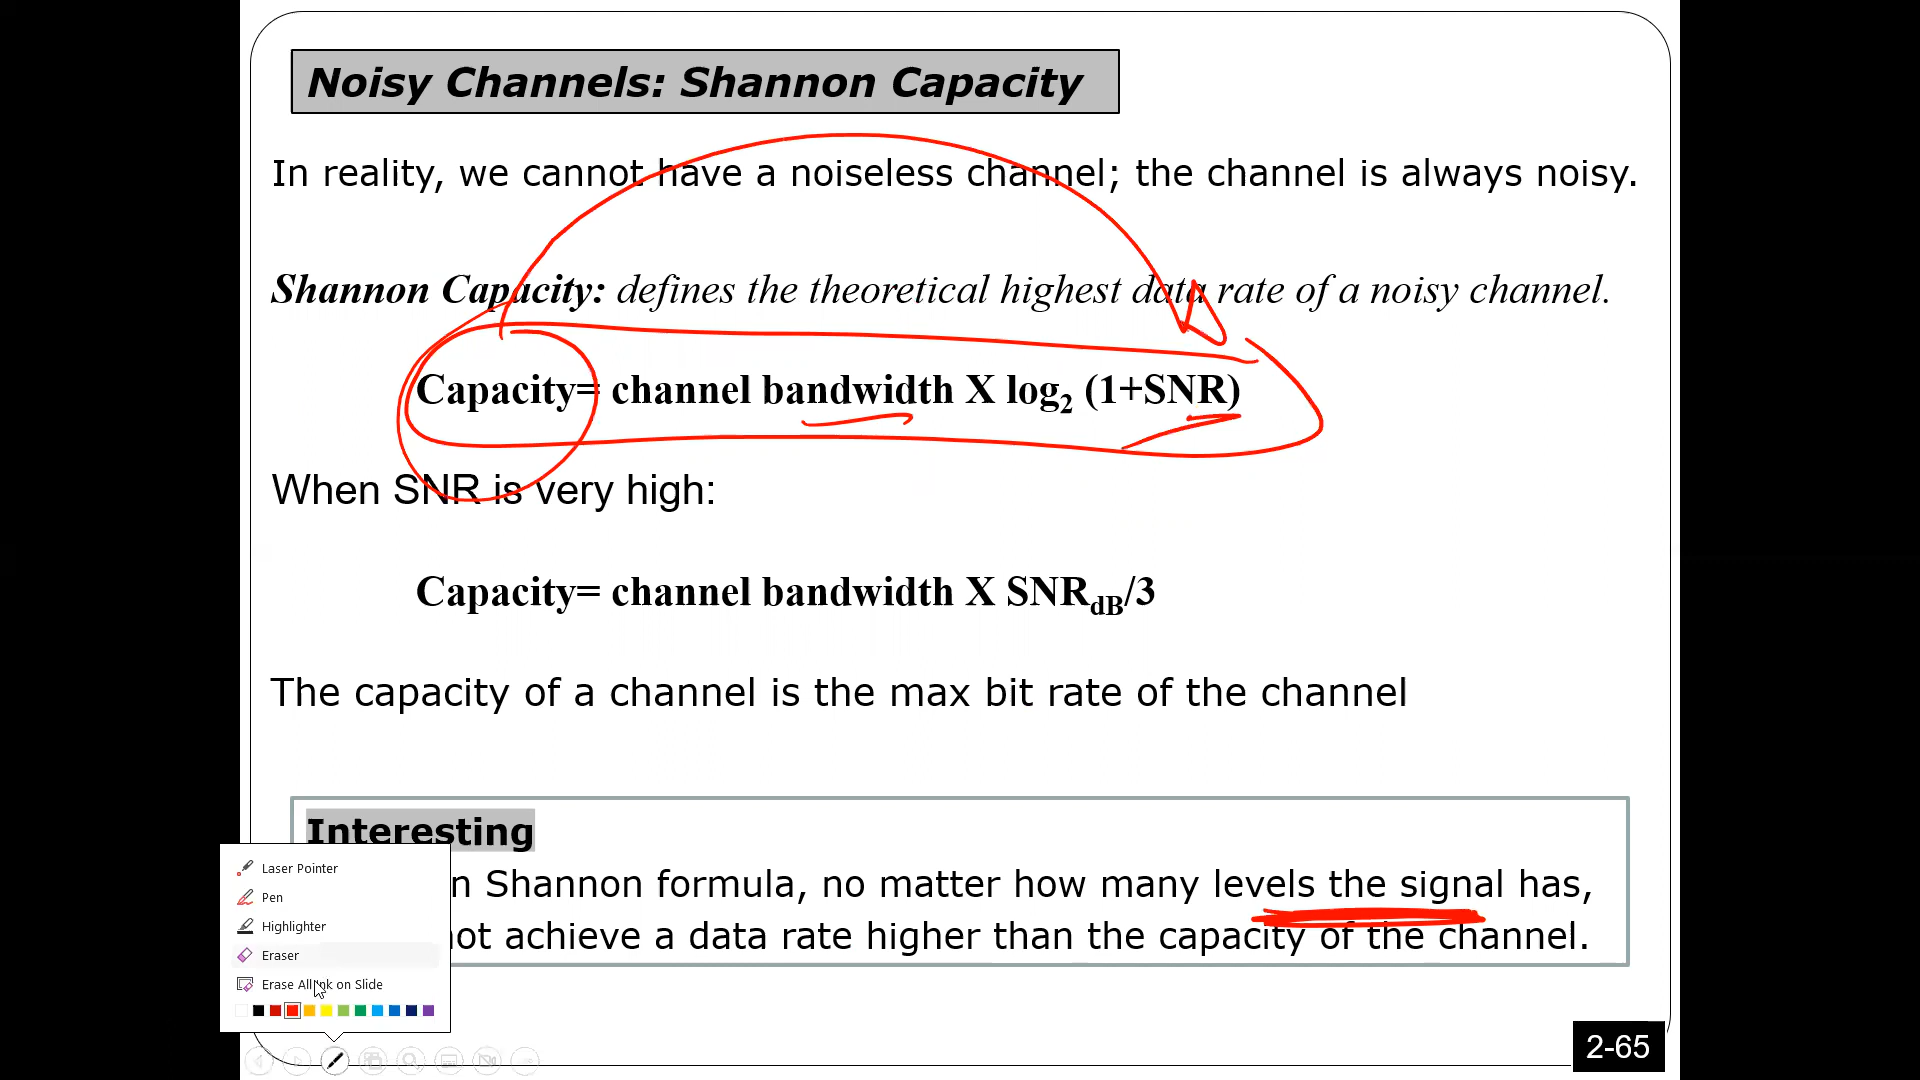 Noisy Channels: Shannon Capacity
In reality, we cannot have a noiseless channel; the channel is always noisy.
Shannon Capacity: defines the theoretical highest data rate of a noisy channel.
Capacity= channel bandwidth X log₂ (1+SNR)
When SNR is very high:
Capacity= channel bandwidth X SNRdB/3
The capacity of a channel is the max bit rate of the channel
Interesting
n Shannon formula, no matter how many levels the signal has,
not achieve a data rate higher than the capacity of the channel.
Laser Pointer
Pen
Highlighter
Eraser
Erase All Ink on Slide
2-65